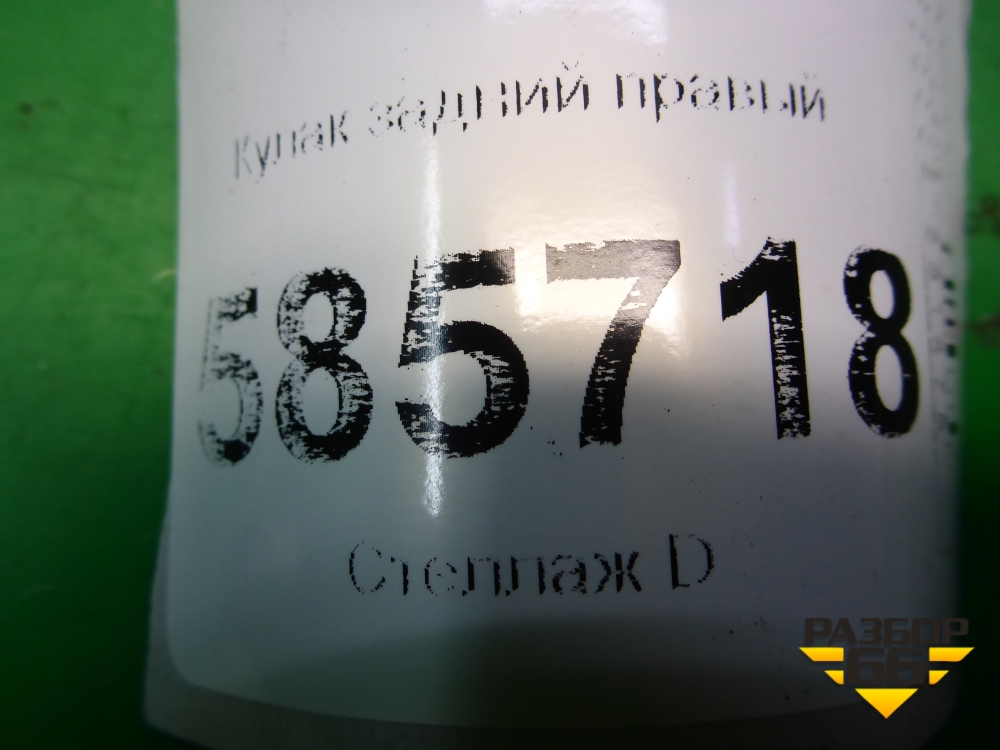 Кулак задний правый
585718
Стеллаж D
РАЗБОР
66